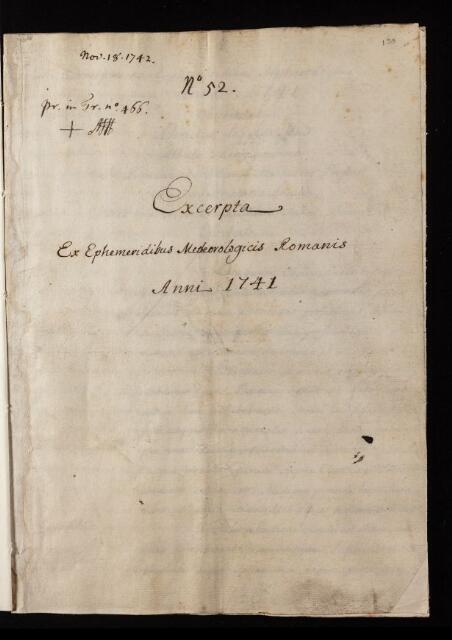 Nov. 18. 1742.
No 52.
pr. in Tr. no. 466.
Excerpta
Ex Ephemeridibus Meteorologicis Romanis
Anni 1741